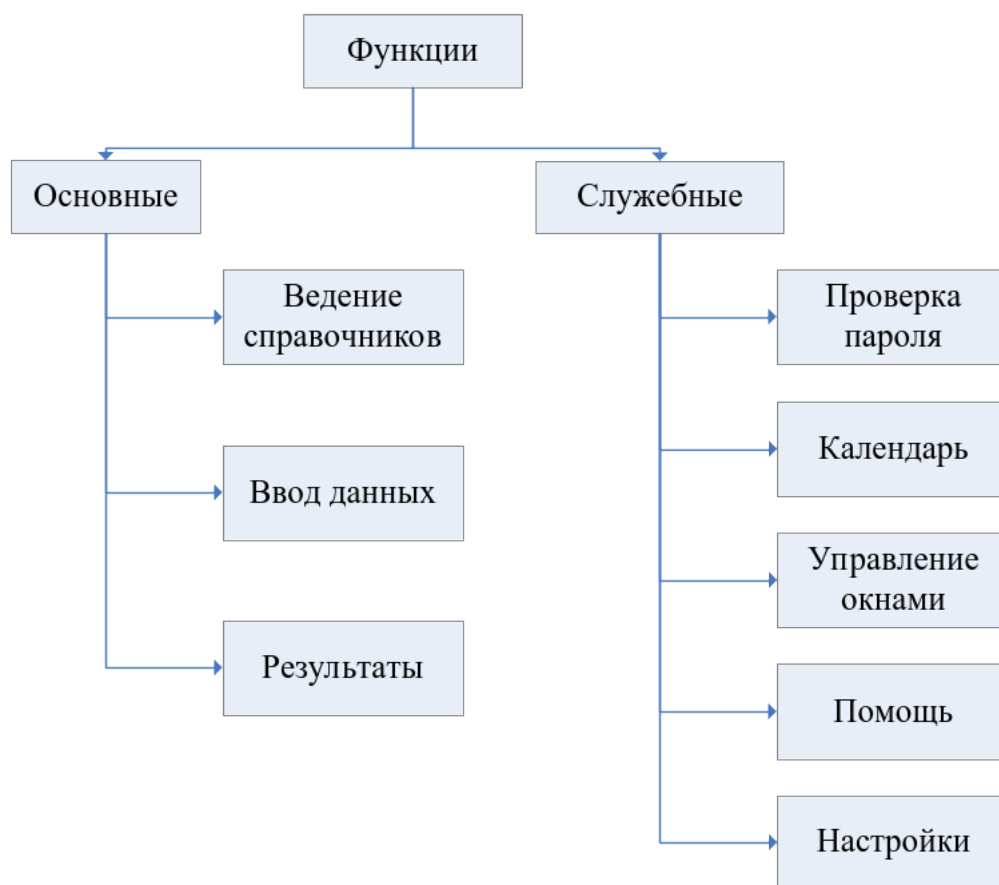 Функции
Основные
Служебные
Ведение
справочников
Ввод данных
Результаты
Проверка
пароля
Календарь
Управление
окнами
Помощь
Настройки